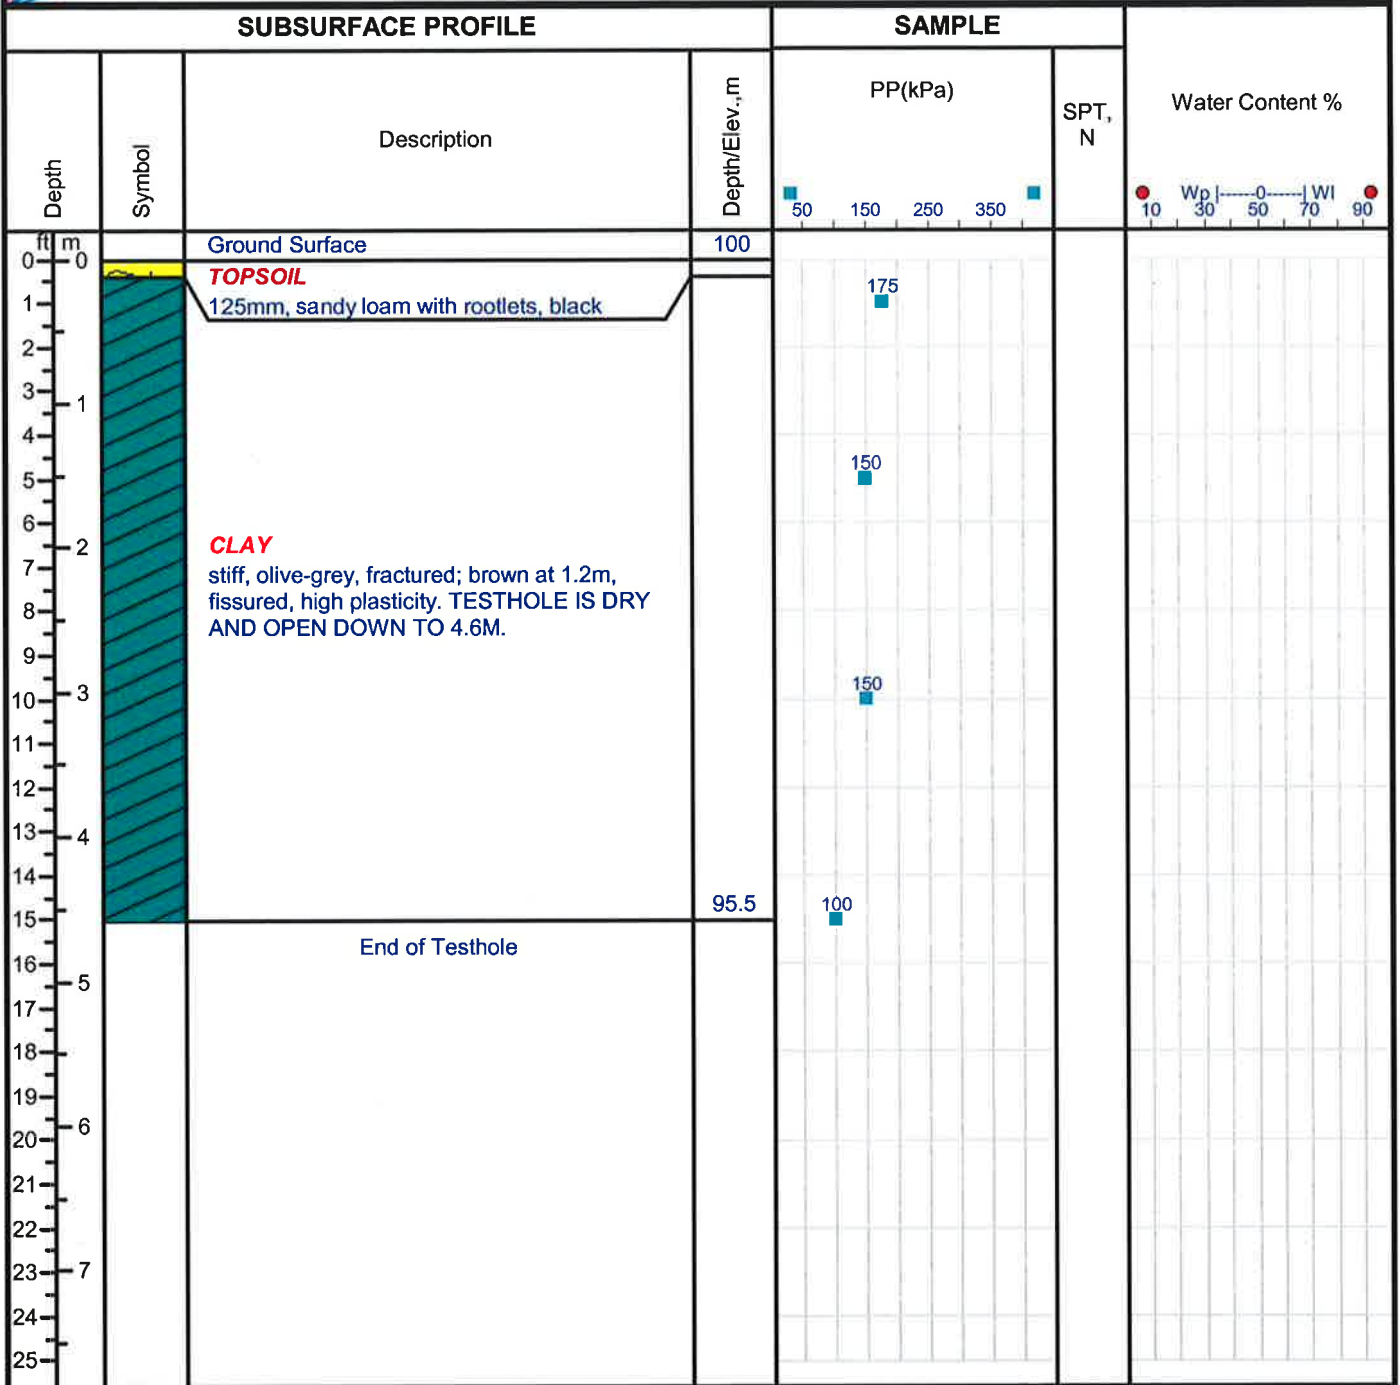 SUBSURFACE PROFILE
SAMPLE
Depth
Symbol
Description
Depth/Elev.,m
PP(kPa)
50 150 250 350
SPT,
N
Water Content %
Wp |-----0-----| Wl
10 30 50 70 90
ft m
Ground Surface
100
0 0
TOPSOIL
125mm, sandy loam with rootlets, black
175
1
2
3
1
4
150
5
6
2
CLAY
stiff, olive-grey, fractured; brown at 1.2m,
fissured, high plasticity. TESTHOLE IS DRY
AND OPEN DOWN TO 4.6M.
7
8
9
150
10
3
11
12
13
4
14
95.5
100
15
End of Testhole
16
5
17
18
19
6
20
21
22
23
7
24
25